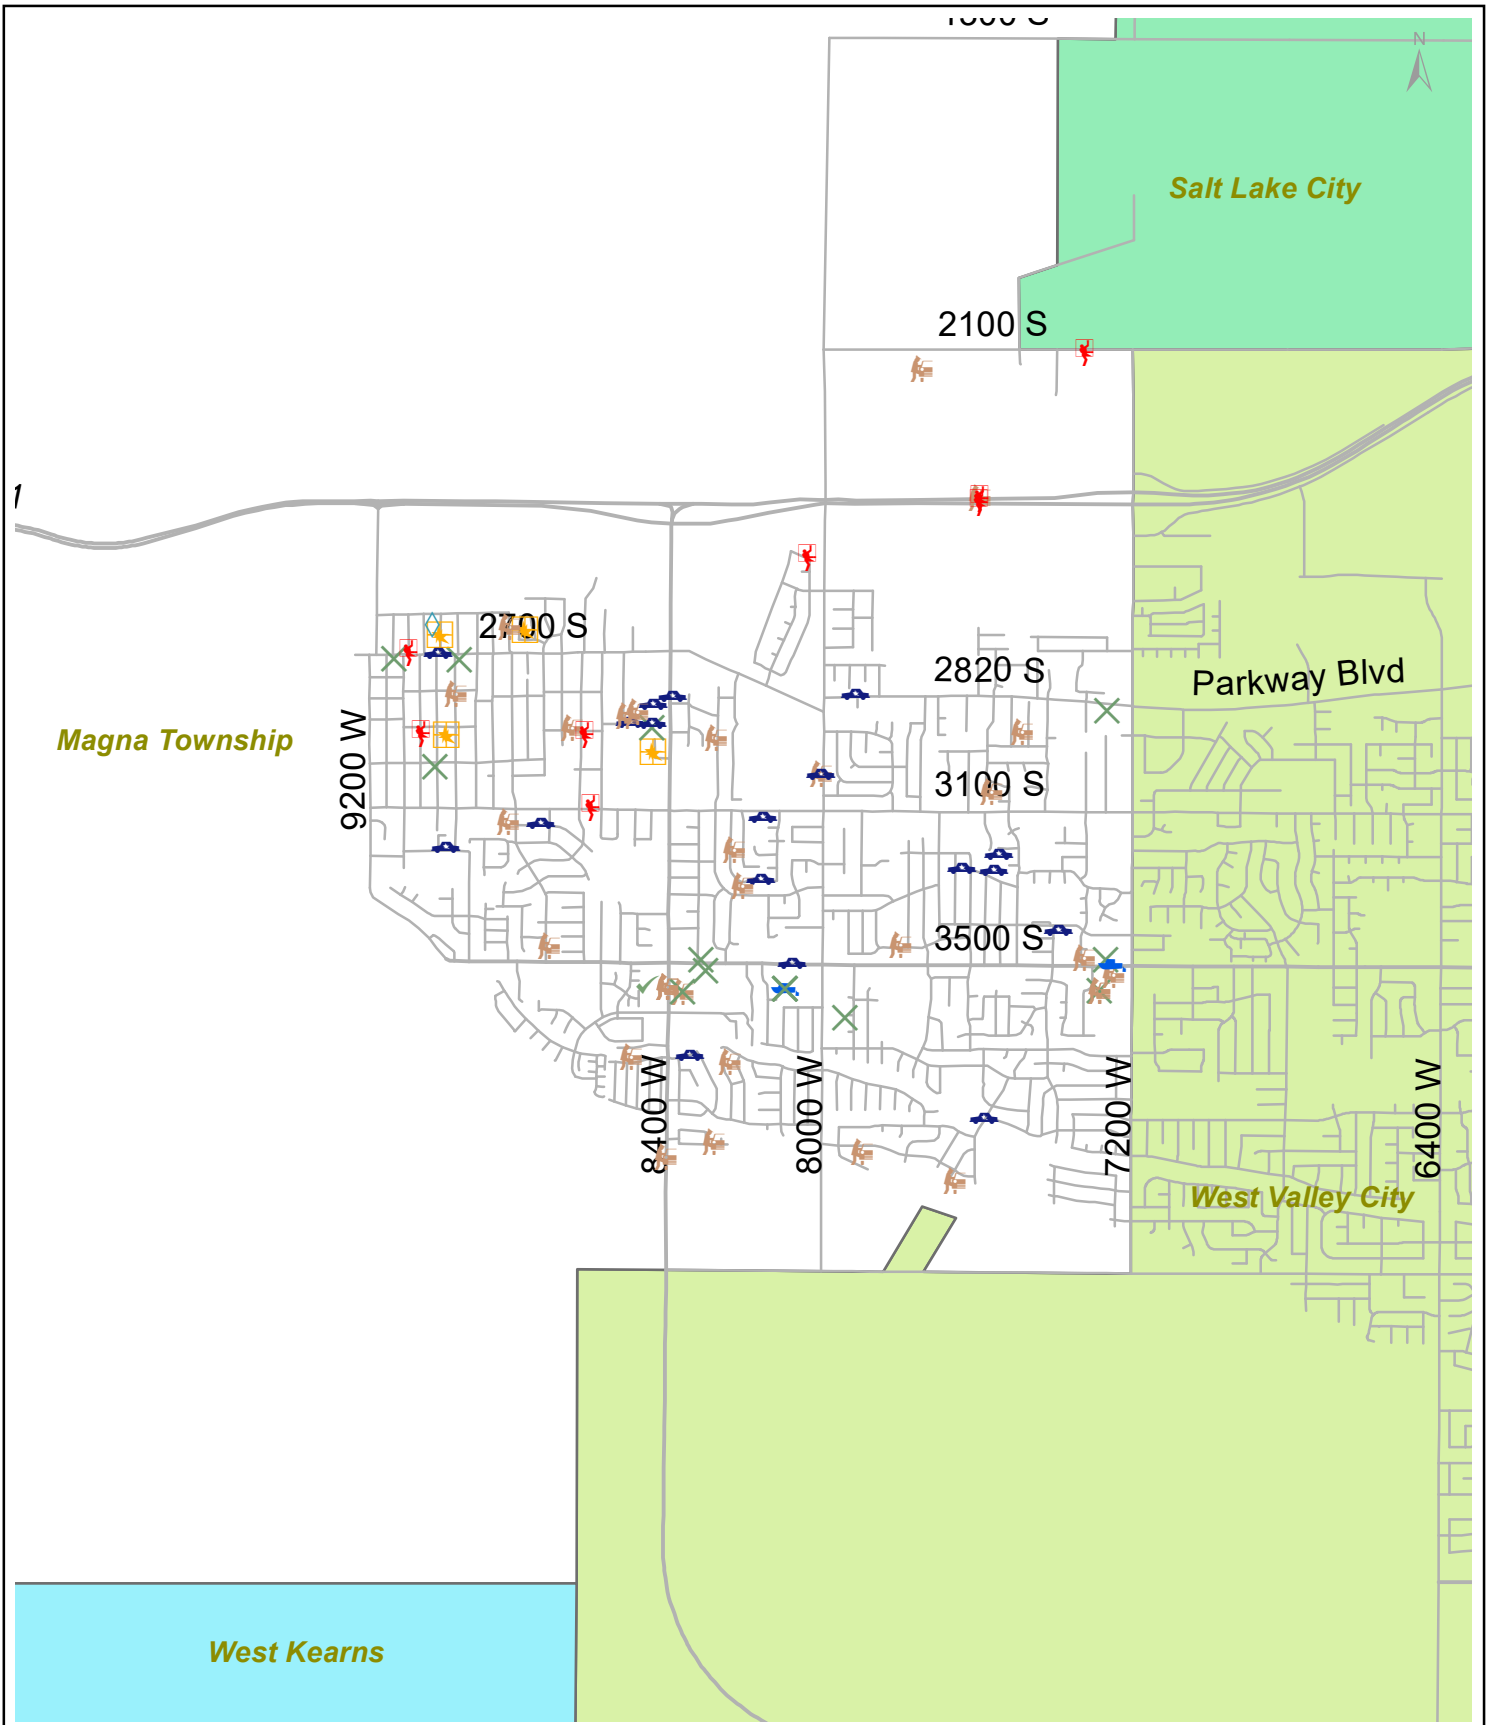 N
Salt Lake City
2100 S
2700 S
2820 S
Parkway Blvd
Magna Township
9200 W
3100 S
3500 S
8400 W
8000 W
7200 W
6400 W
West Valley City
West Kearns